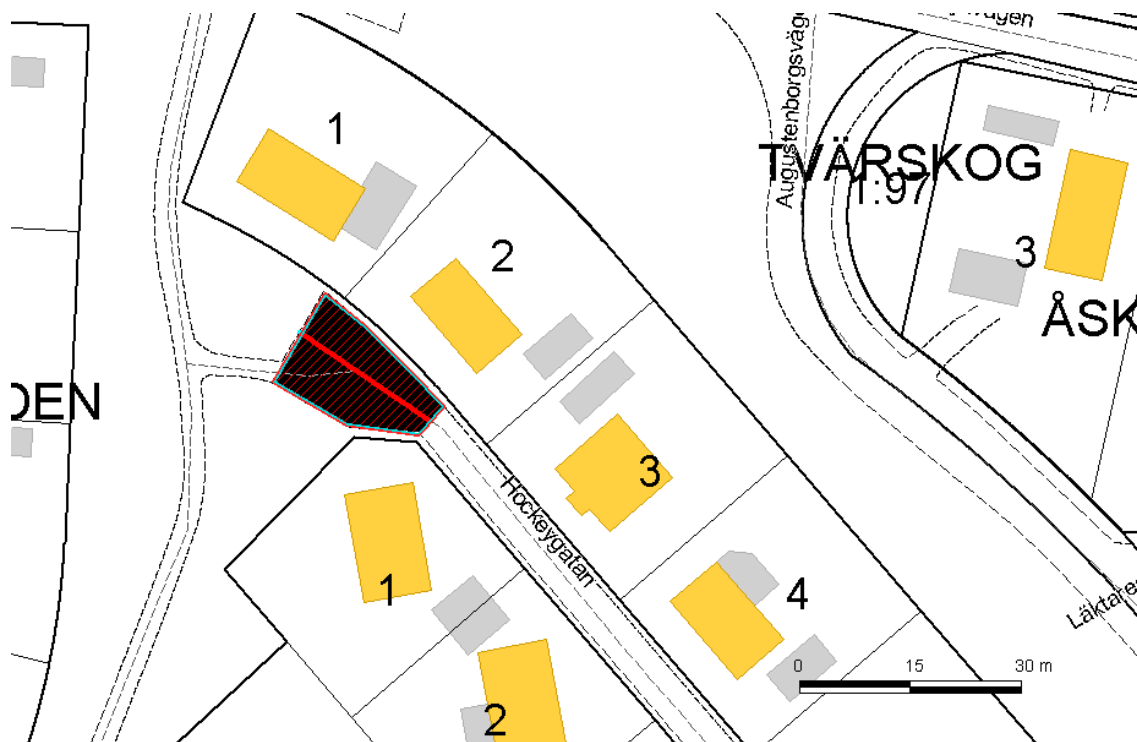 Augustenborgsväg
1
TVÄRSKOG
1:97
2
3
ÅSK
DEN
3
Hockeygatan
1
4
Läktare
0 15 30 m
2